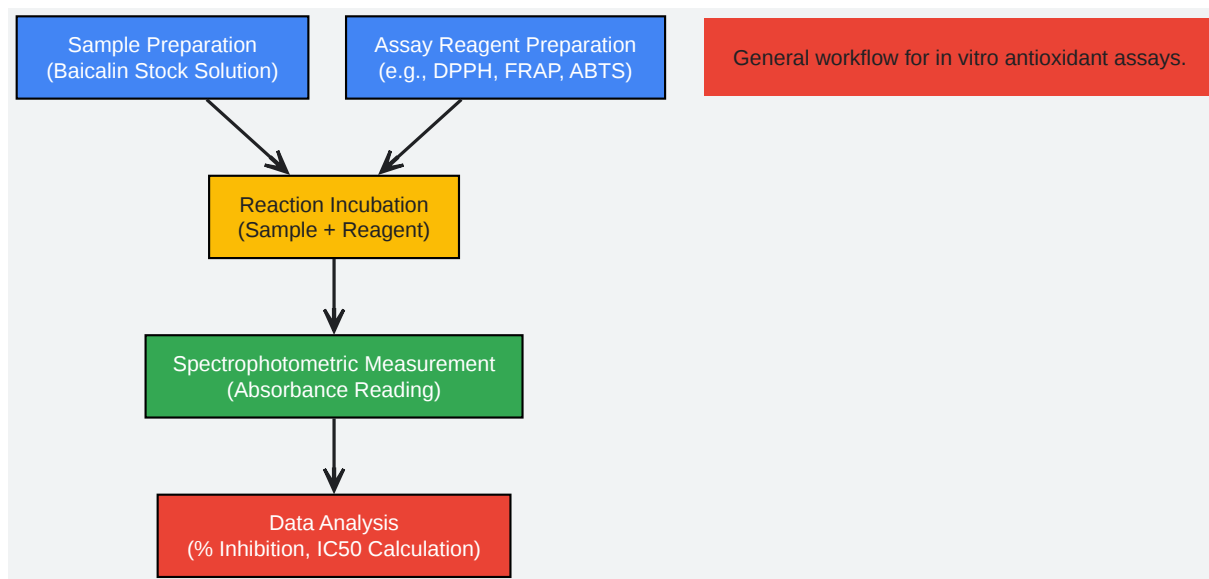 Sample Preparation
(Baicalin Stock Solution)
Assay Reagent Preparation
(e.g., DPPH, FRAP, ABTS)
General workflow for in vitro antioxidant assays.
Reaction Incubation
(Sample + Reagent)
Spectrophotometric Measurement
(Absorbance Reading)
Data Analysis
(% Inhibition, IC50 Calculation)